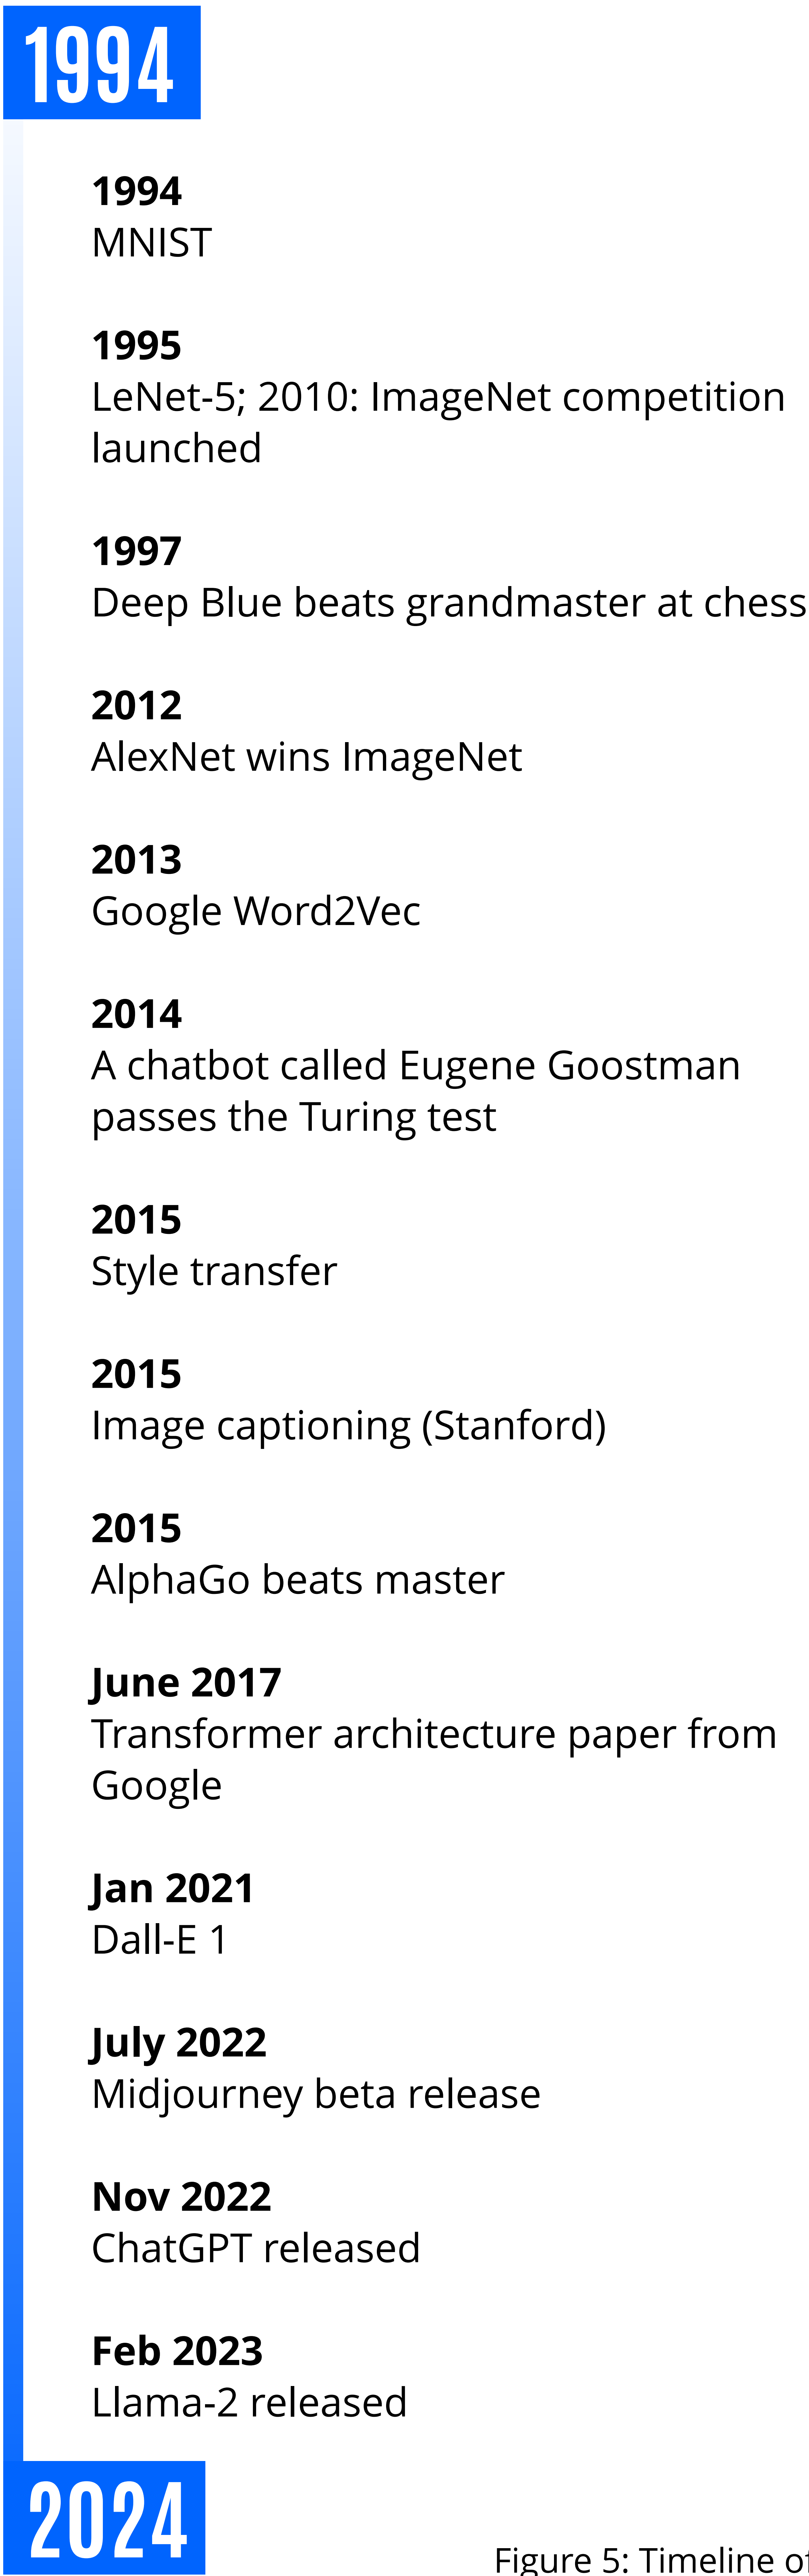 1994
1994
MNIST
1995
LeNet-5; 2010: ImageNet competition
launched
1997
Deep Blue beats grandmaster at chess
2012
AlexNet wins ImageNet
2013
Google Word2Vec
2014
A chatbot called Eugene Goostman
passes the Turing test
2015
Style transfer
2015
Image captioning (Stanford)
2015
AlphaGo beats master
June 2017
Transformer architecture paper from
Google
Jan 2021
Dall-E 1
July 2022
Midjourney beta release
Nov 2022
ChatGPT released
Feb 2023
Llama-2 released
2024
Figure 5: Timeline of